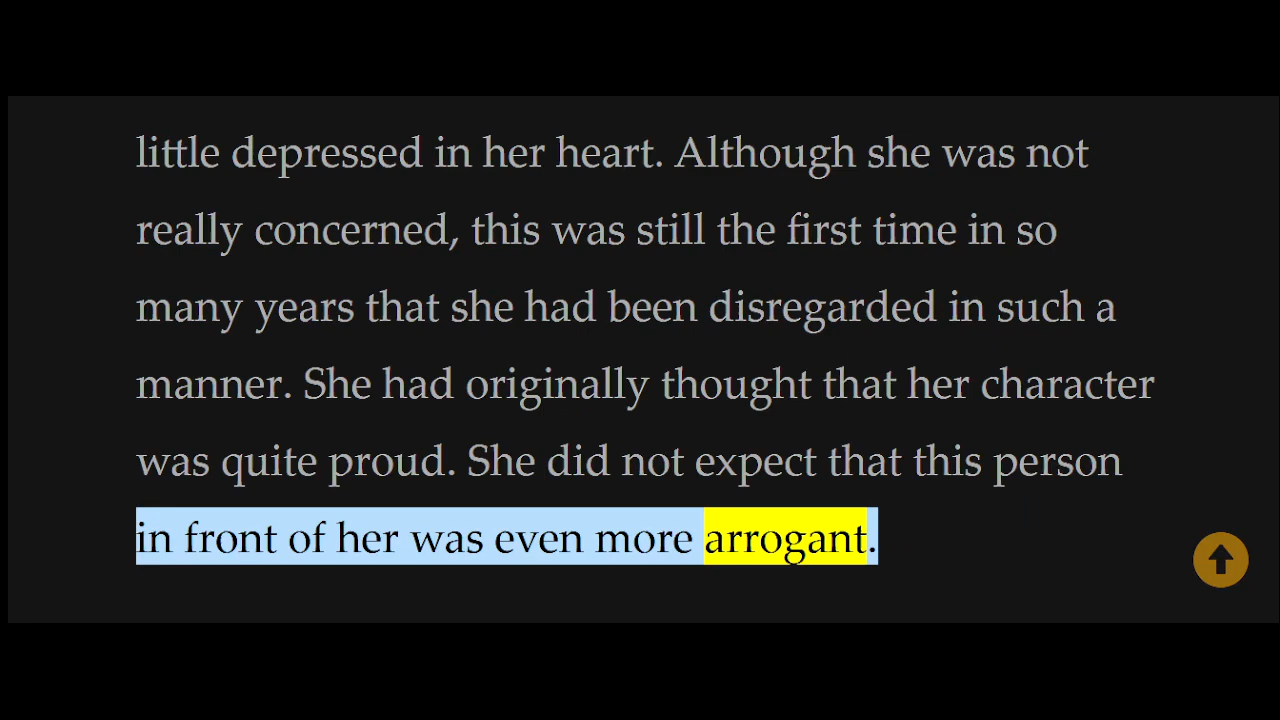 little depressed in her heart. Although she was not
really concerned, this was still the first time in so
many years that she had been disregarded in such a
manner. She had originally thought that her character
was quite proud. She did not expect that this person
in front of her was even more arrogant.